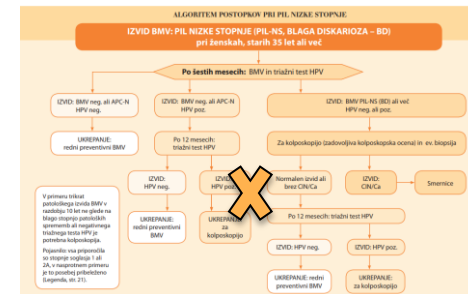 ALGORITEM POSTOPKOV PRI PIL NIZKE STOPNJE
IZVID BMV: PIL NIZKE STOPNJE (PIL-NS, BLAGA DISKARIOZA – BD)
pri ženskah, starih 35 let ali več
Po šestih mesecih: BMV in triažni test HPV
IZVID: BMV neg. ali APC-N
HPV neg.
IZVID: BMV neg. ali APC-N
HPV poz.
IZVID: BMV PIL-NS (BD) ali več
HPV neg. ali poz.
UKREPANJE:
redni preventivni BMV
Po 12 mesecih:
triažni test HPV
Za kolposkopijo (zadovoljiva kolposkopska ocena) in ev. biopsija
IZVID:
HPV neg.
IZVID:
HPV poz.
Normalen izvid ali
brez CIN/Ca
IZVID:
CIN/Ca
Smernice
UKREPANJE:
redni preventivni
BMV
UKREPANJE:
za
kolposkopijo
Po 12 mesecih: triažni test HPV
IZVID: HPV neg.
IZVID: HPV poz.
UKREPANJE: redni
preventivni BMV
UKREPANJE:
za kolposkopijo
V primeru trikrat
patološkega izvida BMV v
razdobju 10 let ne glede na
blago stopnjo patoloških
sprememb ali negativnega
triažnega testa HPV je
potrebna kolposkopija.
Pojasnilo: vsa priporočila
so stopnje soglasja 1 ali
2A, v nasprotnem primeru
je to posebej pribeleženo
(Legenda, str. 21).